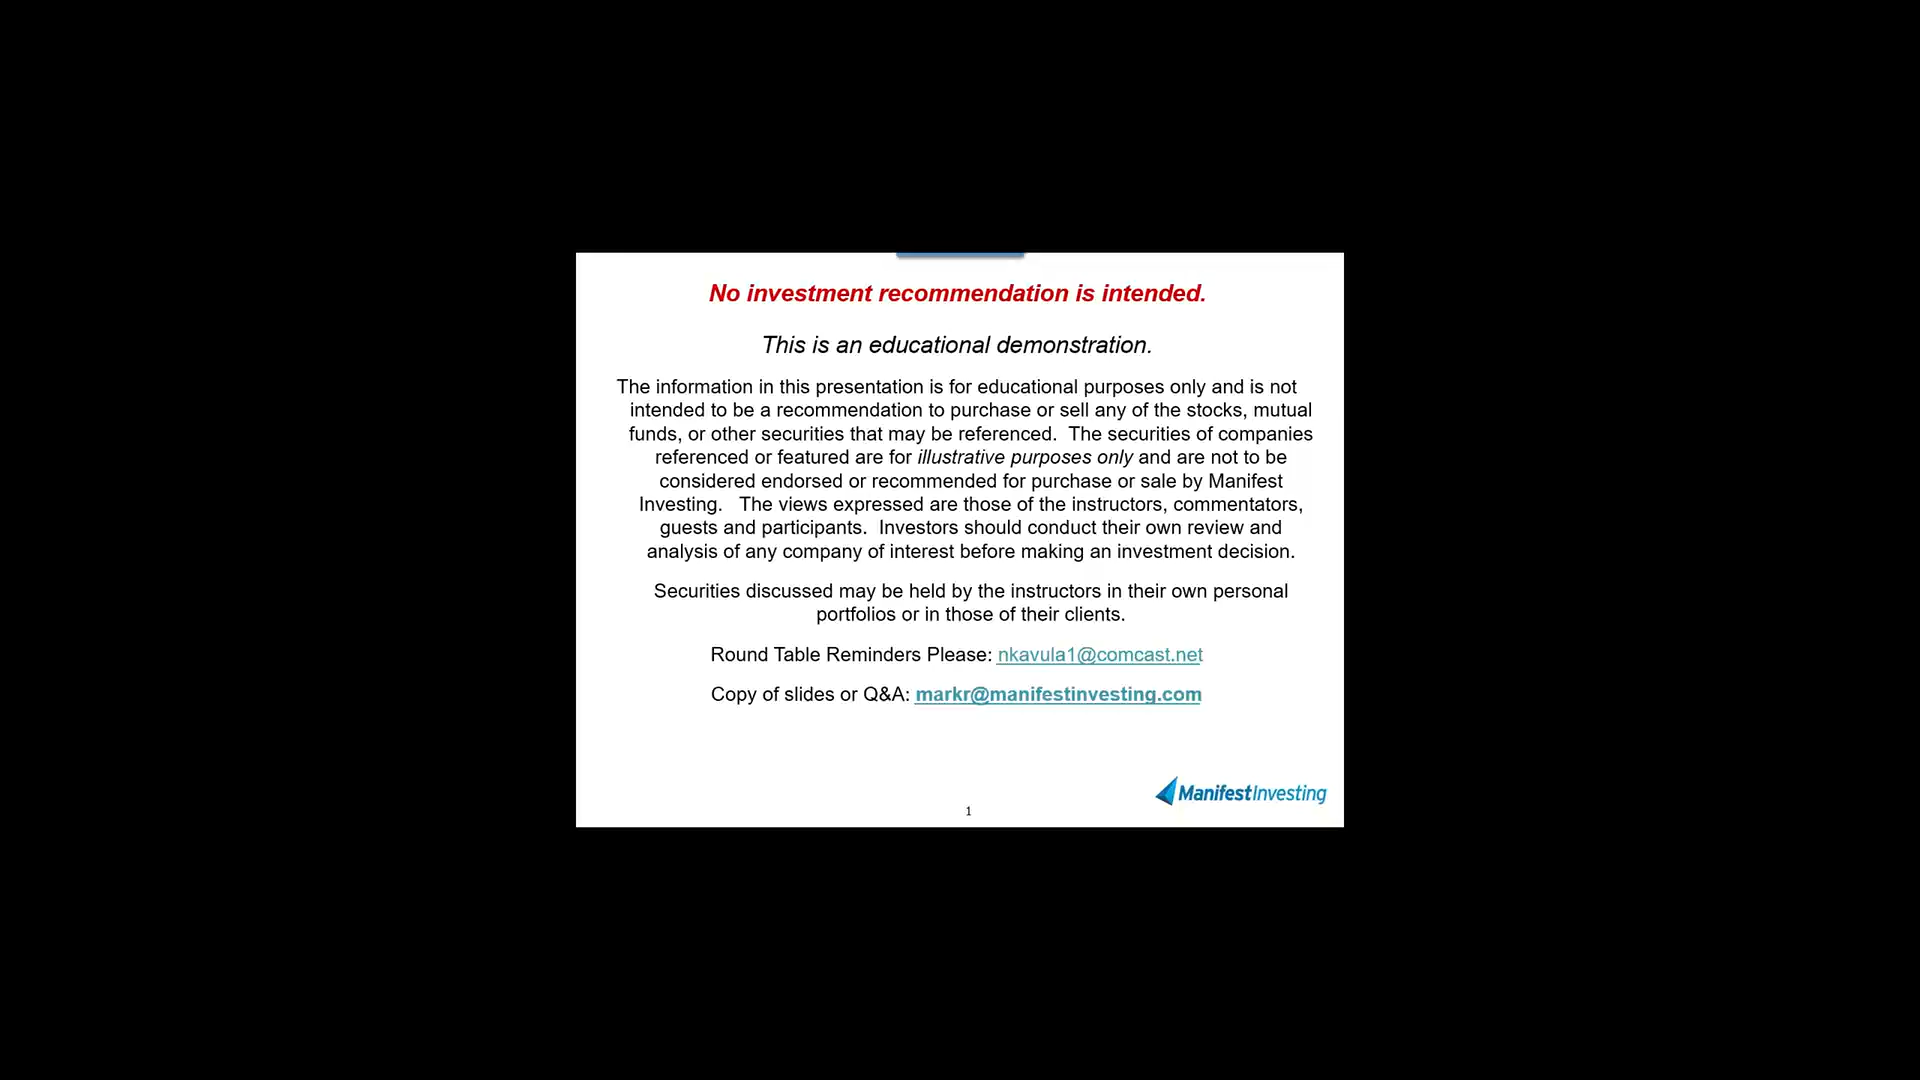 No investment recommendation is intended.
This is an educational demonstration.
The information in this presentation is for educational purposes only and is not
intended to be a recommendation to purchase or sell any of the stocks, mutual
funds, or other securities that may be referenced.  The securities of companies
referenced or featured are for illustrative purposes only and are not to be
considered endorsed or recommended for purchase or sale by Manifest
Investing.   The views expressed are those of the instructors, commentators,
guests and participants.  Investors should conduct their own review and
analysis of any company of interest before making an investment decision.
Securities discussed may be held by the instructors in their own personal
portfolios or in those of their clients.
Round Table Reminders Please: nkavula1@comcast.net
Copy of slides or Q&A: markr@manifestinvesting.com
ManifestInvesting
1